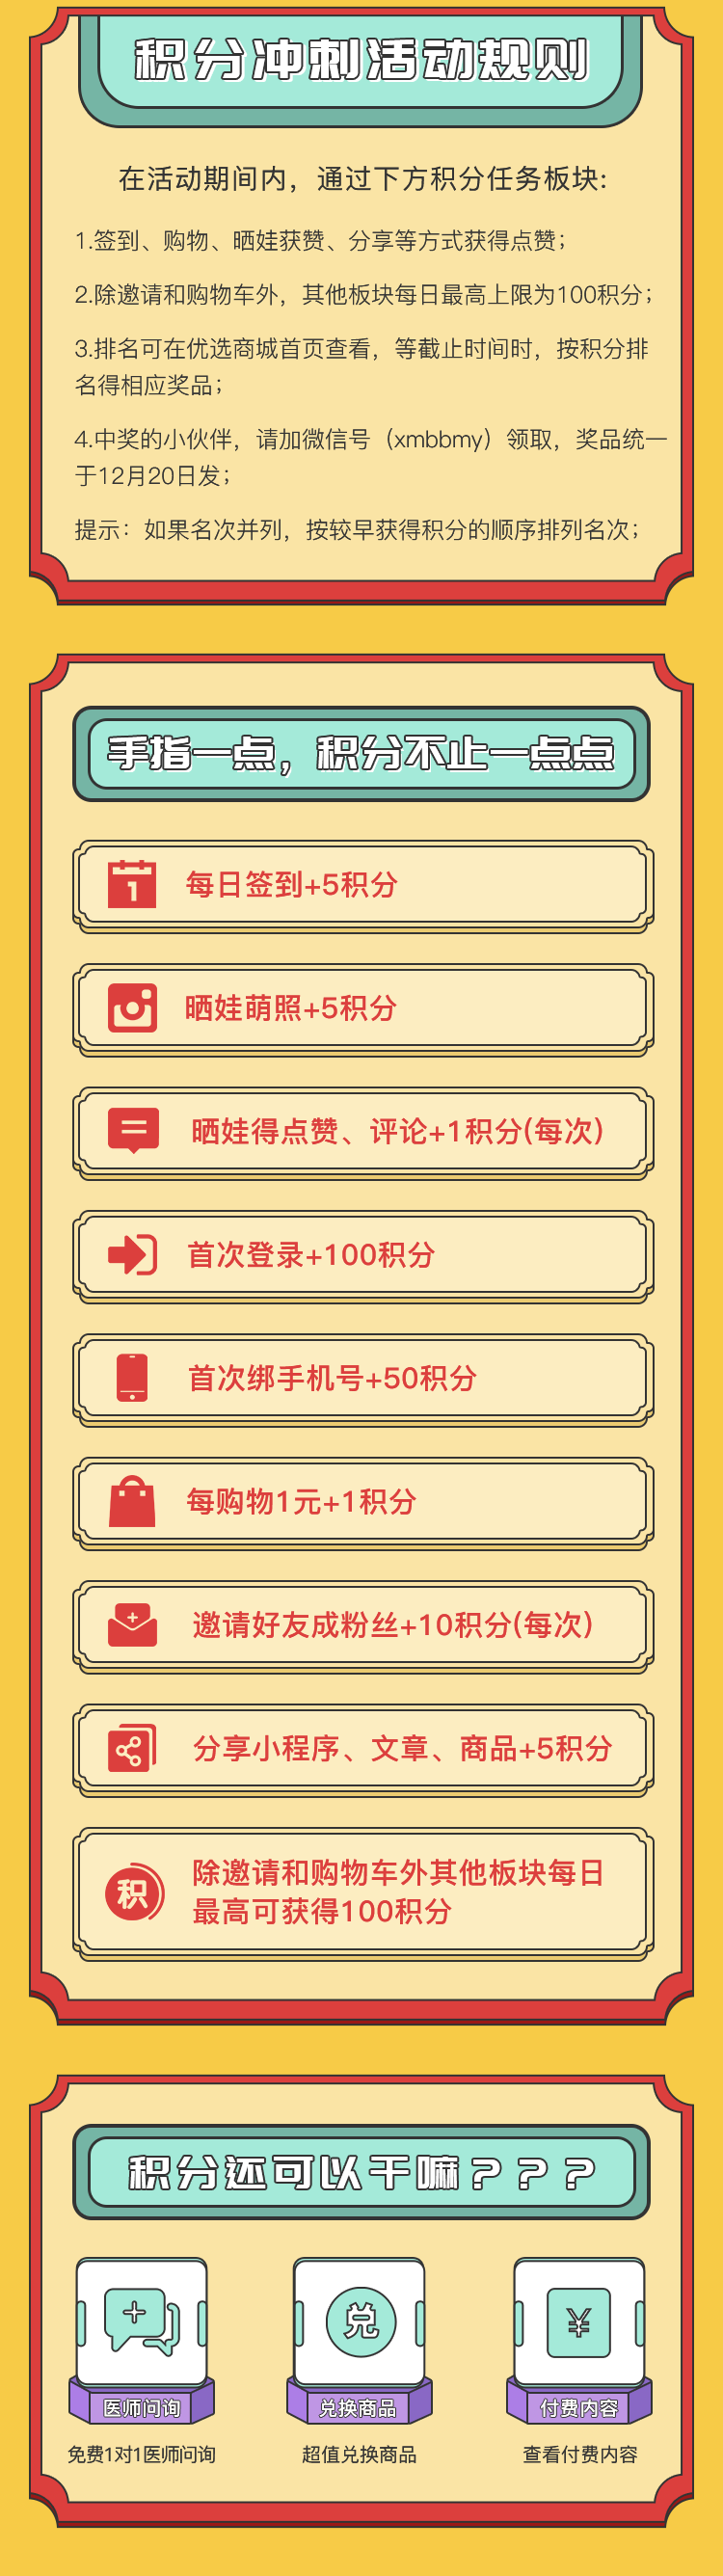 积分冲刺活动规则
在活动期间内，通过下方积分任务板块:
1.签到、购物、晒娃获赞、分享等方式获得点赞；
2.除邀请和购物车外，其他板块每日最高上限为100积分；
3.排名可在优选商城首页查看，等截止时间时，按积分排
名得相应奖品；
4.中奖的小伙伴，请加微信号（xmbbmy）领取，奖品统一
于12月20日发；
提示：如果名次并列，按较早获得积分的顺序排列名次；
手指一点，积分不止一点点
1
每日签到+5积分
晒娃萌照+5积分
晒娃得点赞、评论+1积分(每次)
首次登录+100积分
首次绑手机号+50积分
每购物1元+1积分
邀请好友成粉丝+10积分(每次)
分享小程序、文章、商品+5积分
积
除邀请和购物车外其他板块每日
最高可获得100积分
积分还可以干嘛？？？
兑
¥
医师问询
兑换商品
付费内容
免费1对1医师问询
超值兑换商品
查看付费内容